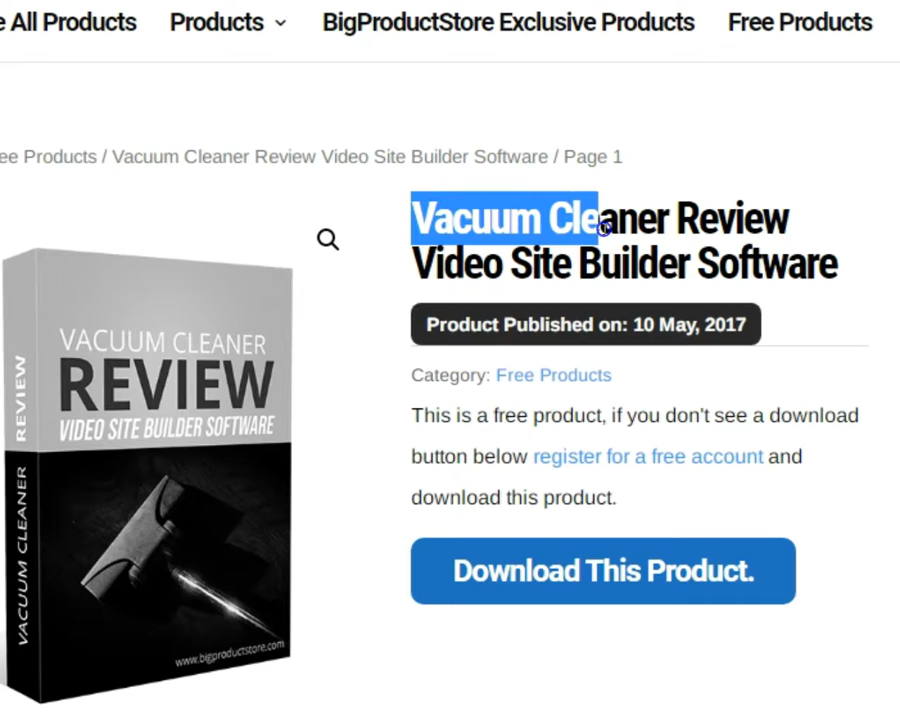 All Products Products BigProductStore Exclusive Products Free Products
Products / Vacuum Cleaner Review Video Site Builder Software / Page 1
Vacuum Cleaner Review
Video Site Builder Software
Product Published on: 10 May, 2017
Category: Free Products
This is a free product, if you don't see a download
button below register for a free account and
download this product.
Download This Product.
VACUUM CLEANER
REVIEW
VIDEO SITE BUILDER SOFTWARE
www.bigproductstore.com
VACUUM CLEANER REVIEW